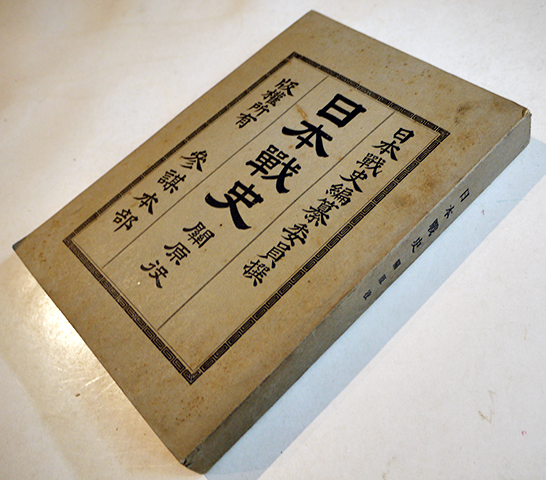 日本戰史編纂委員撰
日本戰史 關原役
版權所有 參謀本部
日本戰史